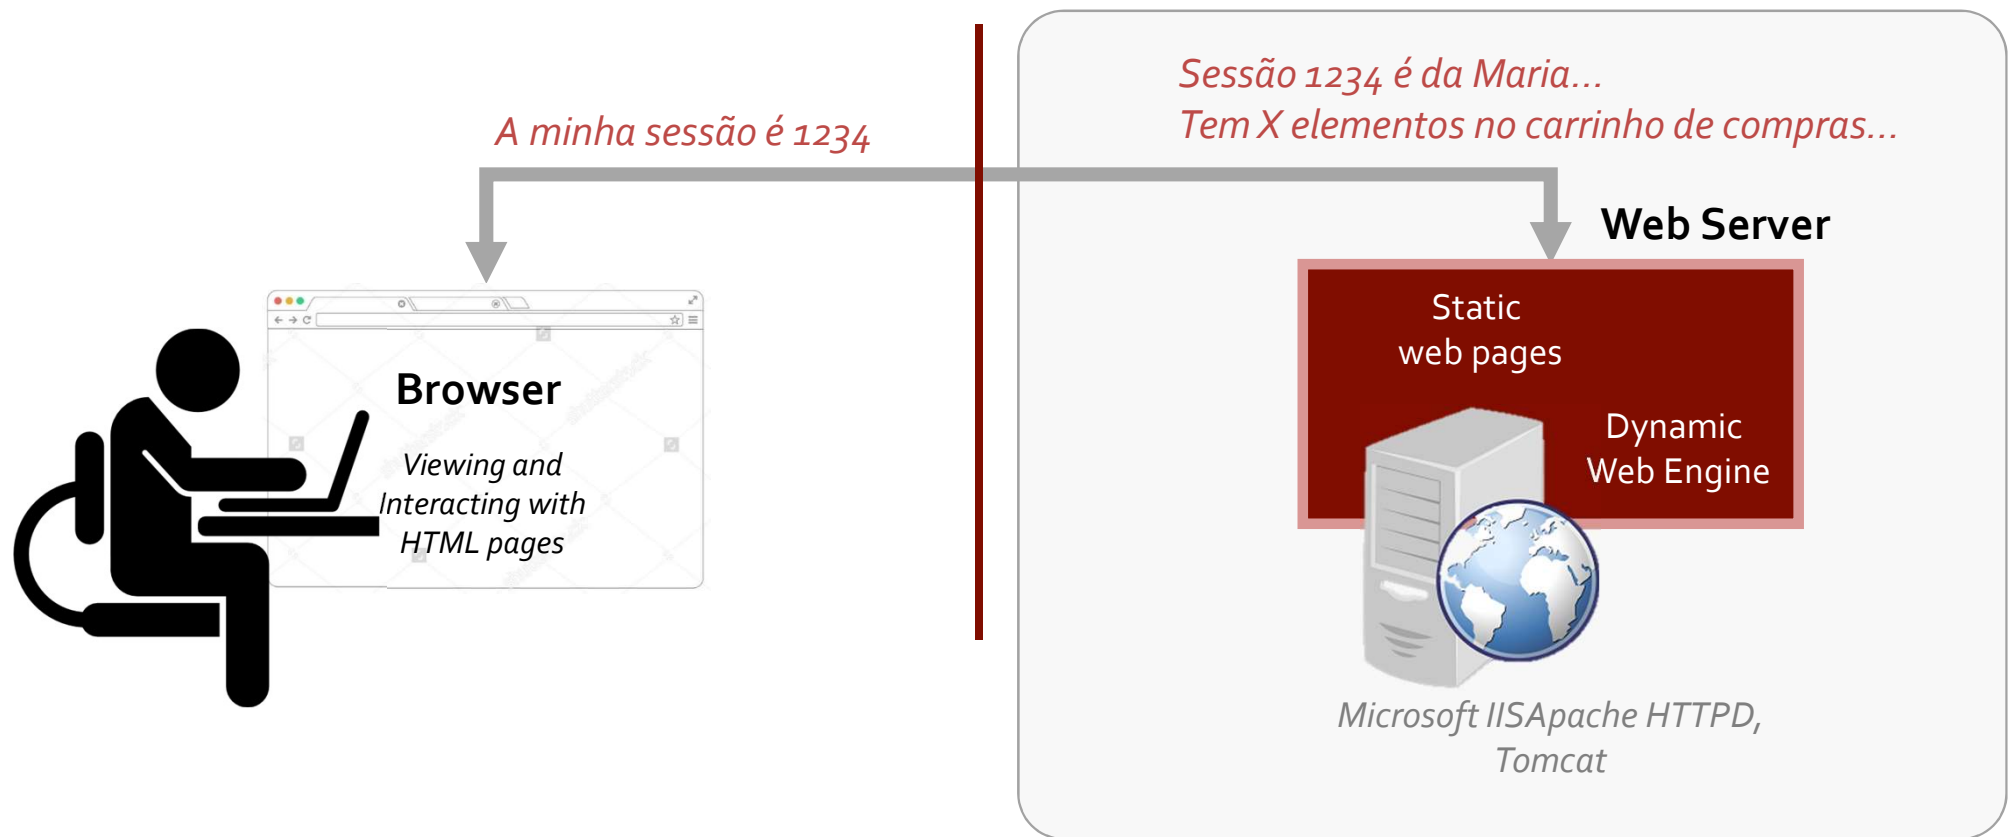 Sessão 1234 é da Maria...
Tem X elementos no carrinho de compras...
A minha sessão é 1234
Web Server
Static
web pages
Dynamic
Web Engine
Browser
Viewing and
Interacting with
HTML pages
Microsoft IISApache HTTPD,
Tomcat